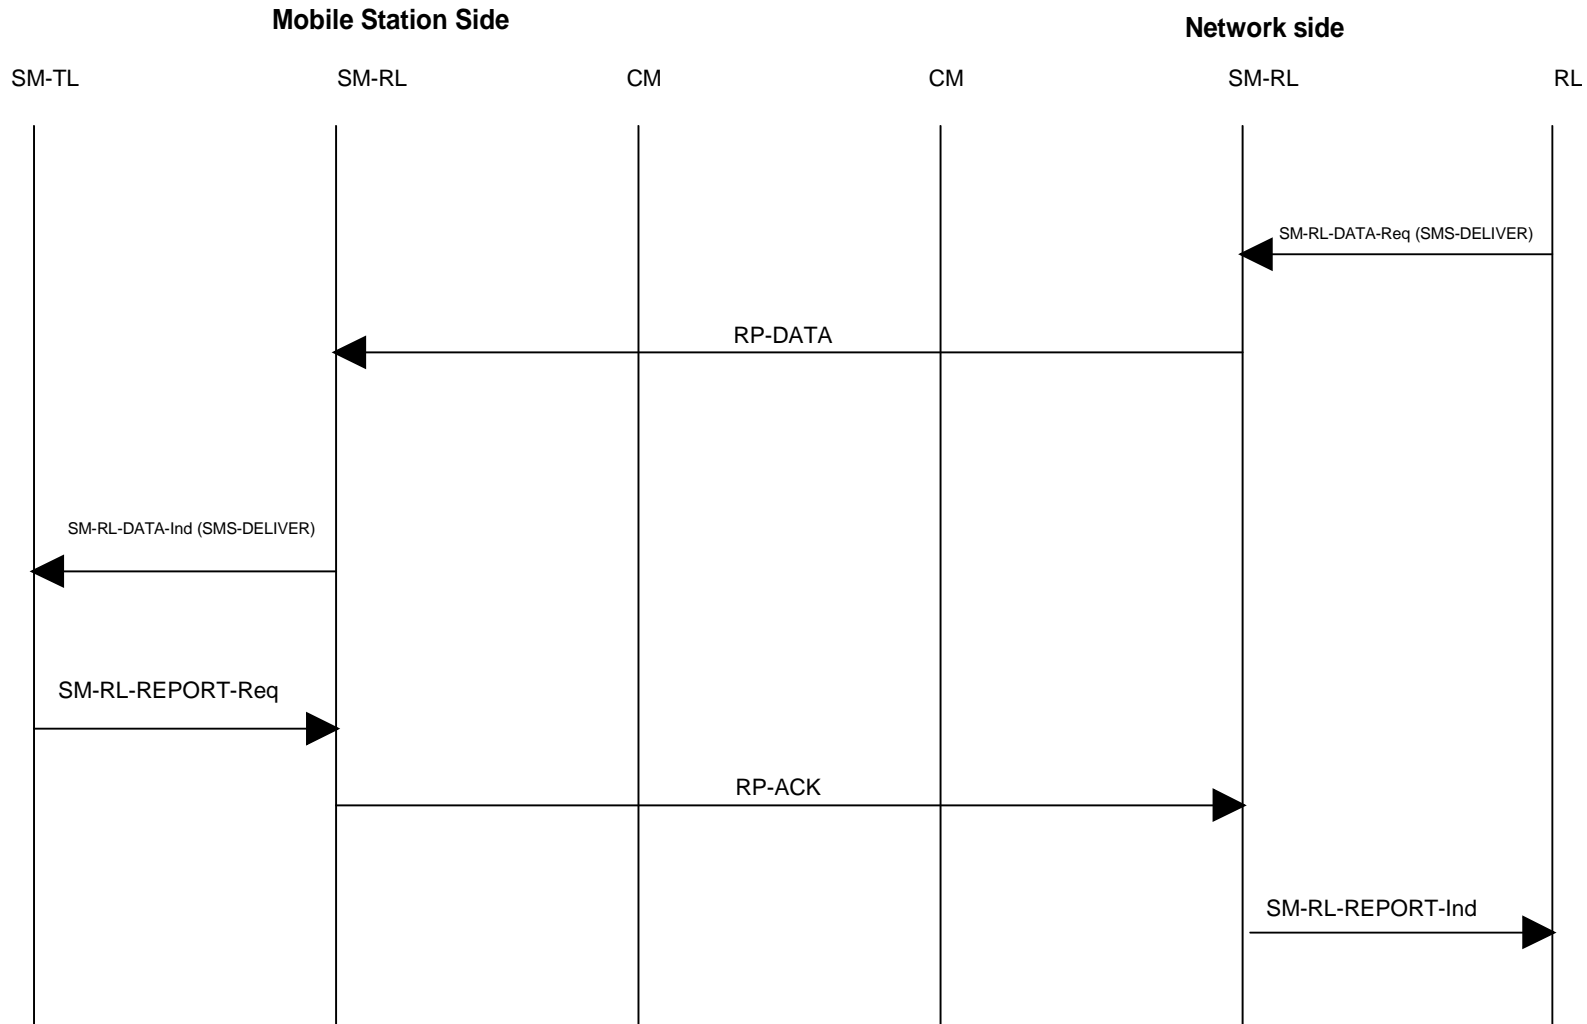 Mobile Station Side
Network side
SM-TL
SM-RL
CM
CM
SM-RL
RL
SM-RL-DATA-Req (SMS-DELIVER)
RP-DATA
SM-RL-DATA-Ind (SMS-DELIVER)
SM-RL-REPORT-Req
RP-ACK
SM-RL-REPORT-Ind